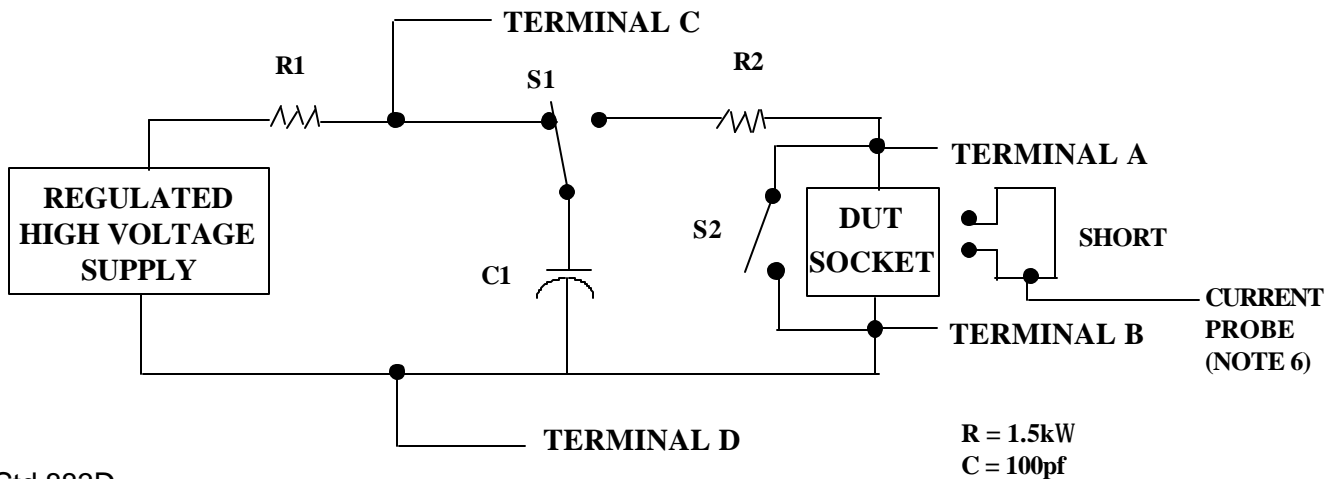 TERMINAL C
R1
S1
R2
REGULATED
HIGH VOLTAGE
SUPPLY
C1
S2
TERMINAL A
DUT
SOCKET
SHORT
TERMINAL B
CURRENT
PROBE
(NOTE 6)
TERMINAL D
R = 1.5kW
C = 100pf